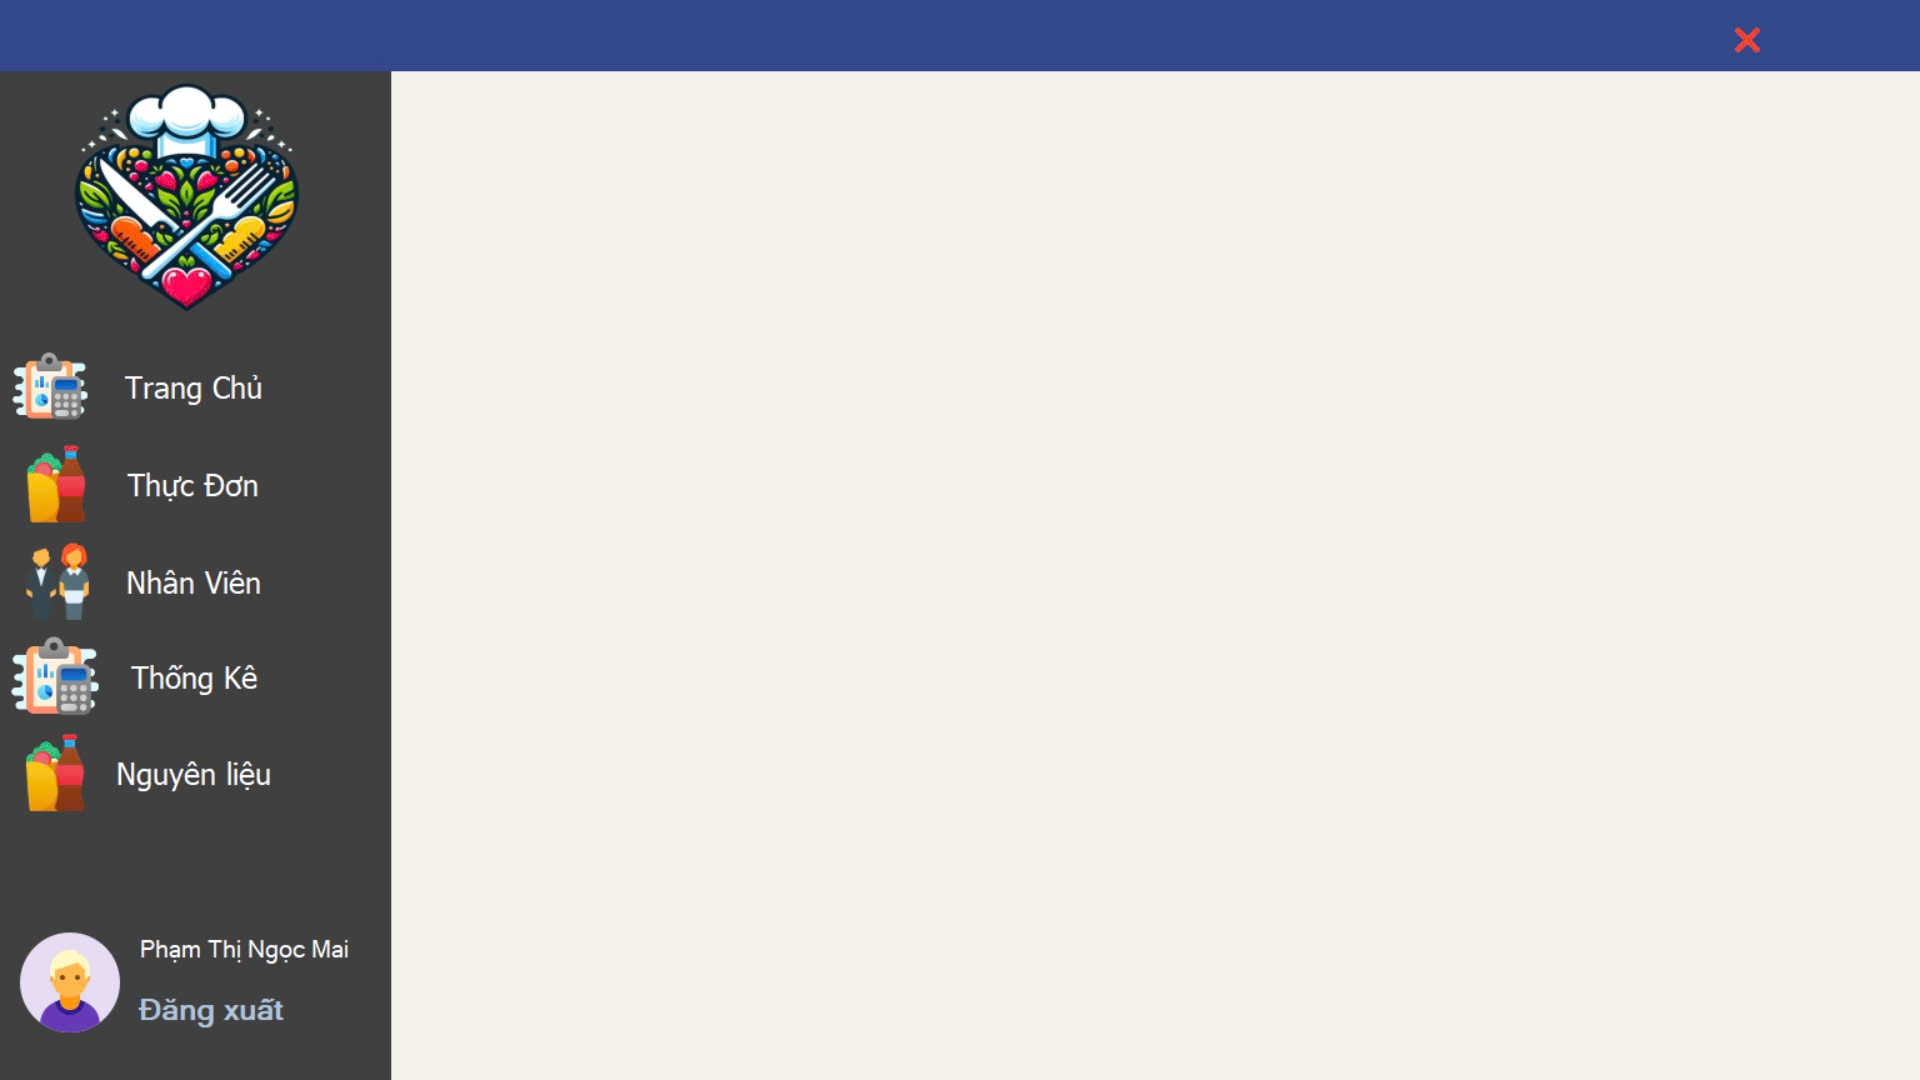 Trang Chủ
Thực Đơn
Nhân Viên
Thống Kê
Nguyên liệu
Phạm Thị Ngọc Mai
Đăng xuất